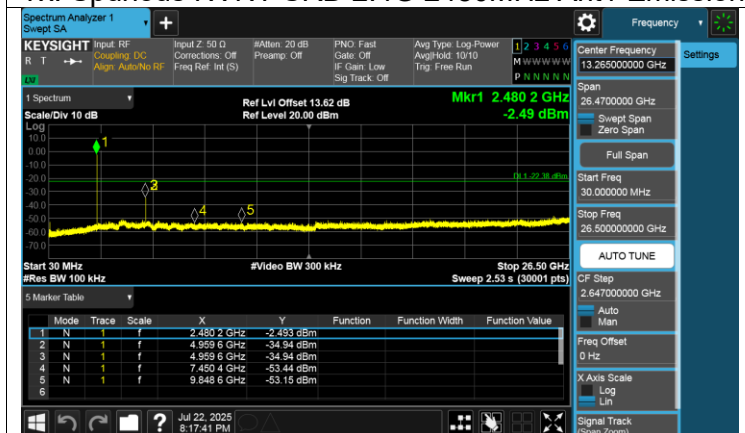 Spectrum Analyzer 1
Swept SA
Frequency
KEYSIGHT
R T
Input: RF
Coupling: DC
Align: Auto/No RF
Input Z: 50 Ω
Corrections: Off
Freq Ref: Int (S)
#Atten: 20 dB
Preamp: Off
PNO: Fast
Gate: Off
IF Gain: Low
Sig Track: Off
Avg Type: Log-Power
Avg|Hold: 10/10
Trig: Free Run
1 2 3 4 5 6
M W W W W W
P N N N N N
Center Frequency
13.265000000 GHz
Settings
1 Spectrum
Scale/Div 10 dB
Ref Lvl Offset 13.62 dB
Ref Level 20.00 dBm
Mkr1 2.480 2 GHz
-2.49 dBm
Span
26.4700000 GHz
Swept Span
Zero Span
Full Span
Start Freq
30.000000 MHz
Stop Freq
26.500000000 GHz
AUTO TUNE
CF Step
2.647000000 GHz
Auto
Man
Freq Offset
0 Hz
X Axis Scale
Log
Lin
Signal Track
(Span Zoom)
Log
10.0
0.00
-10.0
-20.0
-30.0
-40.0
-50.0
-60.0
-70.0
1
4
5
DL1 -22.38 dBm
Start 30 MHz
#Video BW 300 kHz
Stop 26.50 GHz
#Res BW 100 kHz
Sweep 2.53 s (30001 pts)
5 Marker Table
Mode Trace Scale X Y Function Function Width Function Value
1 N 1 f 2.480 2 GHz -2.493 dBm
2 N 1 f 4.959 6 GHz -34.94 dBm
3 N 1 f 4.959 6 GHz -34.94 dBm
4 N 1 f 7.450 4 GHz -53.44 dBm
5 N 1 f 9.848 6 GHz -53.15 dBm
6
?
Jul 22, 2025
8:17:41 PM